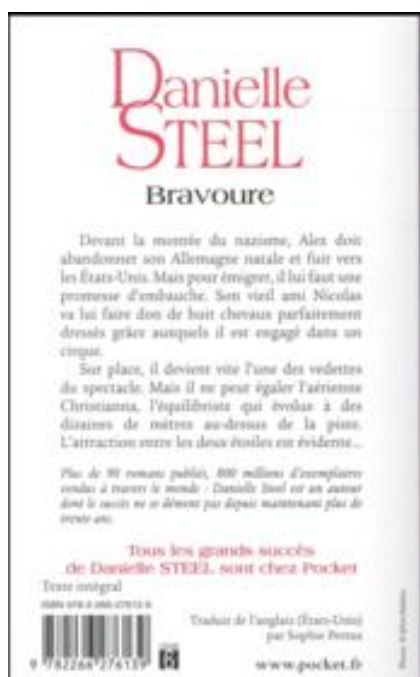 Danielle
STEEL
Bravoure
Devant la montée du nazisme, Alex doit
abandonner son Allemagne natale et fuir vers
les États-Unis. Mais pour émigrer, il lui faut une
promesse d'embauche. Son vieil ami Nicolas
va lui faire don de huit chevaux parfaitement
dressés grâce auxquels il est engagé dans un
cirque.
Sur place, il devient vite l'une des vedettes
du spectacle. Mais il ne peut égaler l'aérienne
Christianna, l'équilibriste qui évolue à des
dizaines de mètres au-dessus de la piste.
L'attraction entre les deux étoiles est évidente...
Plus de 90 romans publiés, 800 millions d'exemplaires
vendus à travers le monde : Danielle Steel est un auteur
dont le succès ne se dément pas depuis maintenant plus de
trente ans.
Tous les grands succès
de Danielle STEEL sont chez Pocket
Texte intégral
ISBN
Traduit de l'anglais (États-Unis)
par Sophie
9 782266 276139
www.pocket.fr